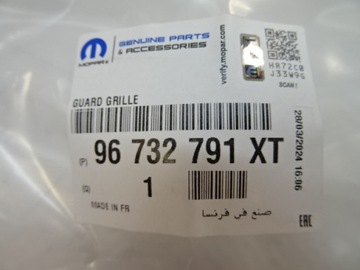 MOPAR
GENUINE PARTS
& ACCESSORIES
verify.mopar.com
HR72C8
J33W9G
SCAN!
GUARD GRILLE
(P) 96 732 791 XT
(Q) 1
28/03/2024 16:06
MADE IN FR
صنع في فرنسا
EAC